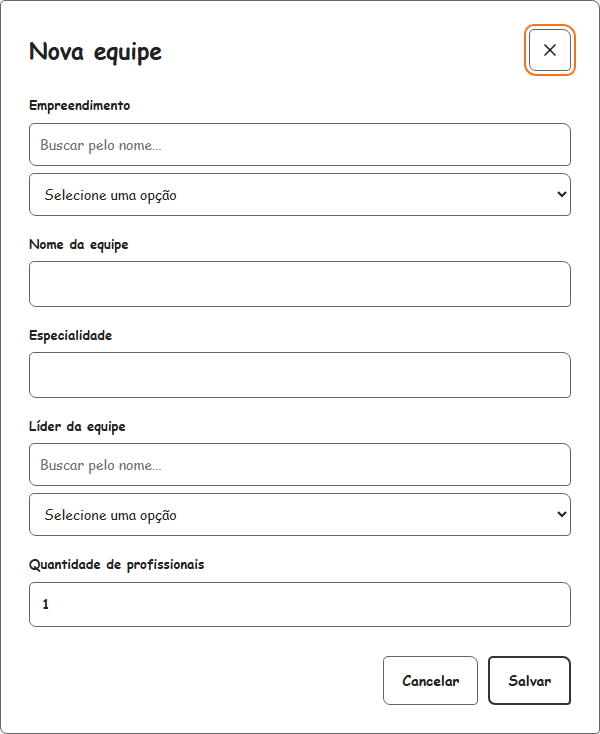 Nova equipe
Empreendimento
Buscar pelo nome...
Selecione uma opção
Nome da equipe
Especialidade
Líder da equipe
Buscar pelo nome...
Selecione uma opção
Quantidade de profissionais
1
Cancelar
Salvar